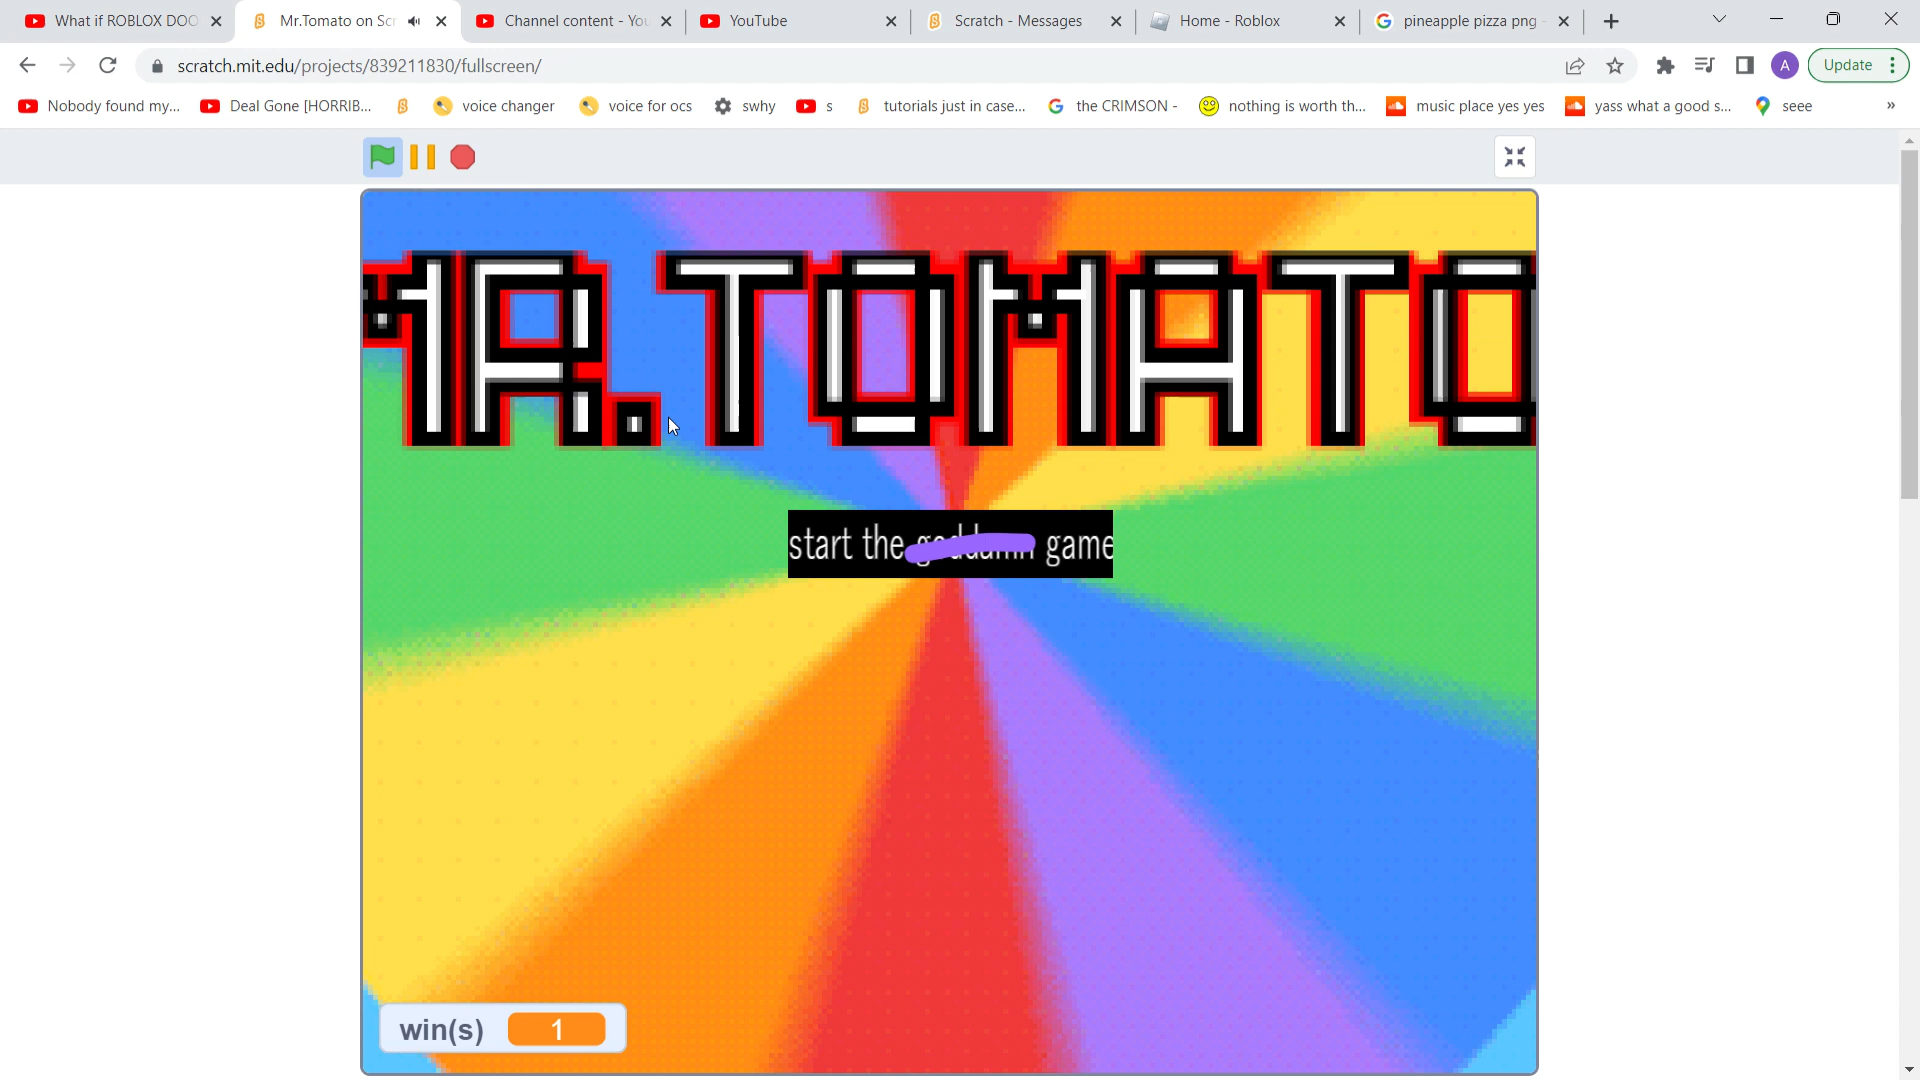 What if ROBLOX DOO
Mr.Tomato on Scr
Channel content - You
YouTube
Scratch - Messages
Home - Roblox
pineapple pizza png -
scratch.mit.edu/projects/839211830/fullscreen/
A
Update
Nobody found my...
Deal Gone [HORRIB...
voice changer
voice for ocs
swhy
s
tutorials just in case...
the CRIMSON -
nothing is worth th...
music place yes yes
yass what a good s...
seee
»
MR.TOMATO
start the goddamn game
win(s) 1